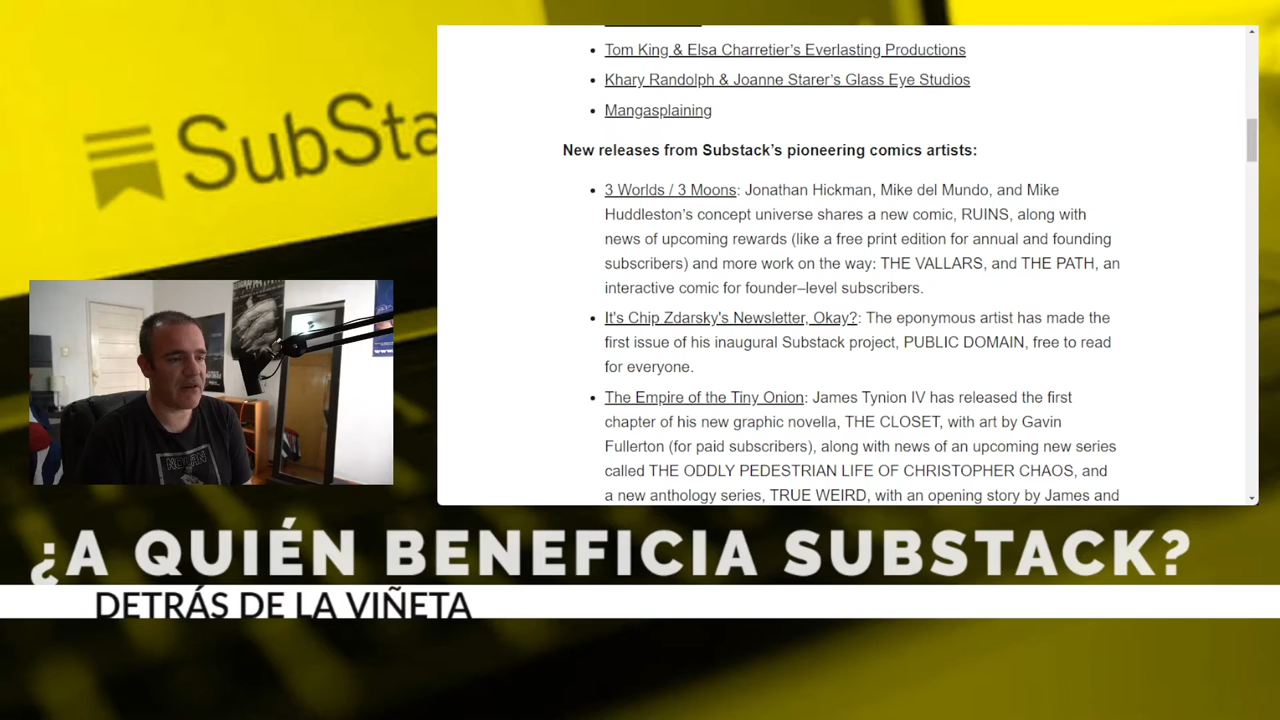 SubSta
Tom King & Elsa Charretier's Everlasting Productions
Khary Randolph & Joanne Starer's Glass Eye Studios
Mangasplaining
New releases from Substack's pioneering comics artists:
3 Worlds / 3 Moons: Jonathan Hickman, Mike del Mundo, and Mike
Huddleston's concept universe shares a new comic, RUINS, along with
news of upcoming rewards (like a free print edition for annual and founding
subscribers) and more work on the way: THE VALLARS, and THE PATH, an
interactive comic for founder–level subscribers.
It's Chip Zdarsky's Newsletter, Okay?: The eponymous artist has made the
first issue of his inaugural Substack project, PUBLIC DOMAIN, free to read
for everyone.
The Empire of the Tiny Onion: James Tynion IV has released the first
chapter of his new graphic novella, THE CLOSET, with art by Gavin
Fullerton (for paid subscribers), along with news of an upcoming new series
called THE ODDLY PEDESTRIAN LIFE OF CHRISTOPHER CHAOS, and
a new anthology series, TRUE WEIRD, with an opening story by James and
NOLAN
¿A QUIÉN BENEFICIA SUBSTACK?
DETRÁS DE LA VIÑETA